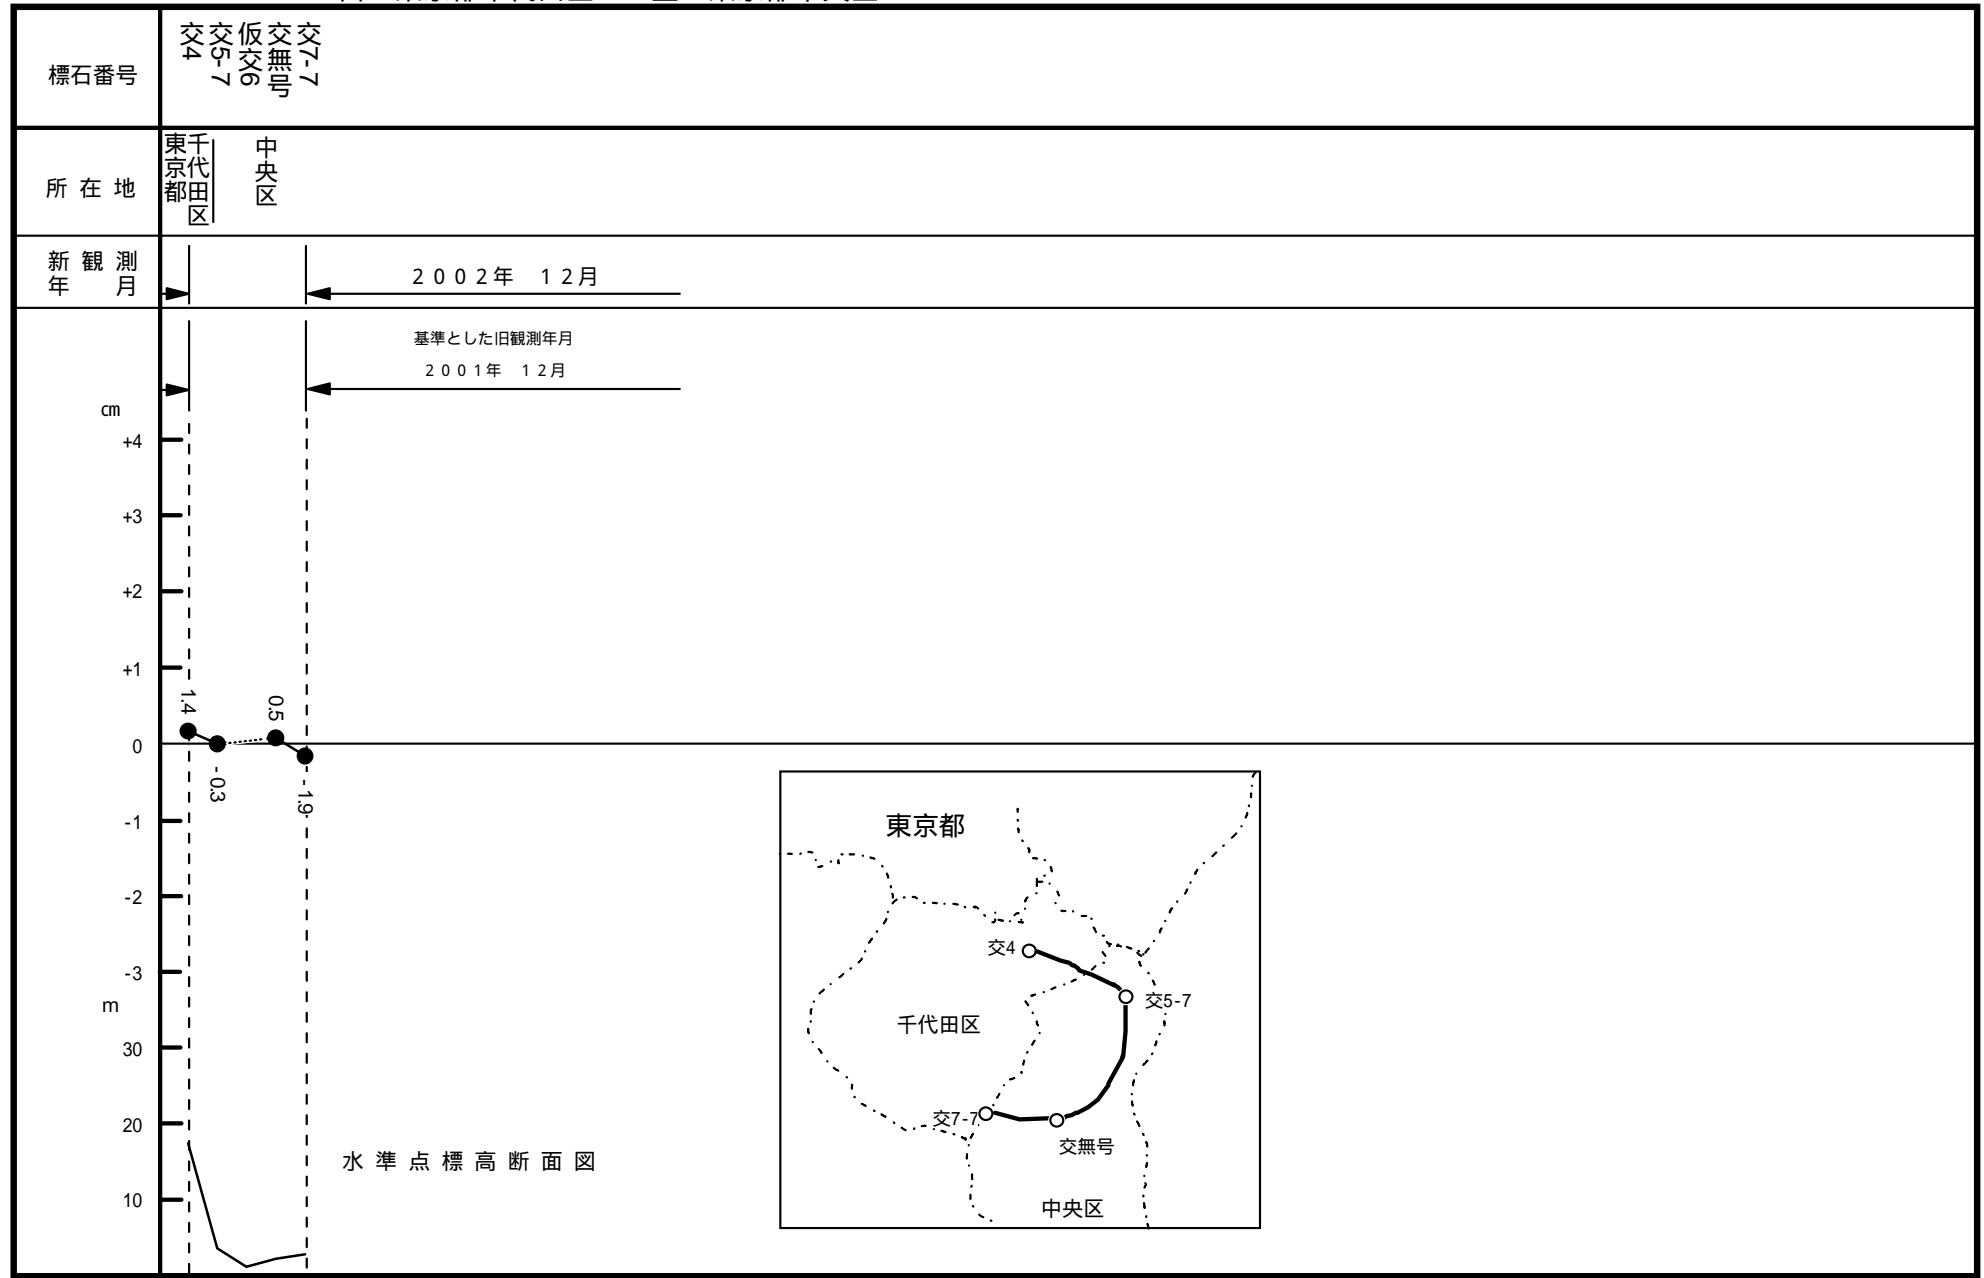 標石番号
交4
交5-7
仮交6
交無号
交7-7
所在地
東京都
千代田区
中央区
新観測
年　月
2002年　12月
基準とした旧観測年月
2001年　12月
㎝
+4
+3
+2
+1
0
-1
-2
-3
1.4
-0.3
0.5
-1.9
m
30
20
10
水準点標高断面図
東京都
交4
交5-7
千代田区
交7-7
交無号
中央区